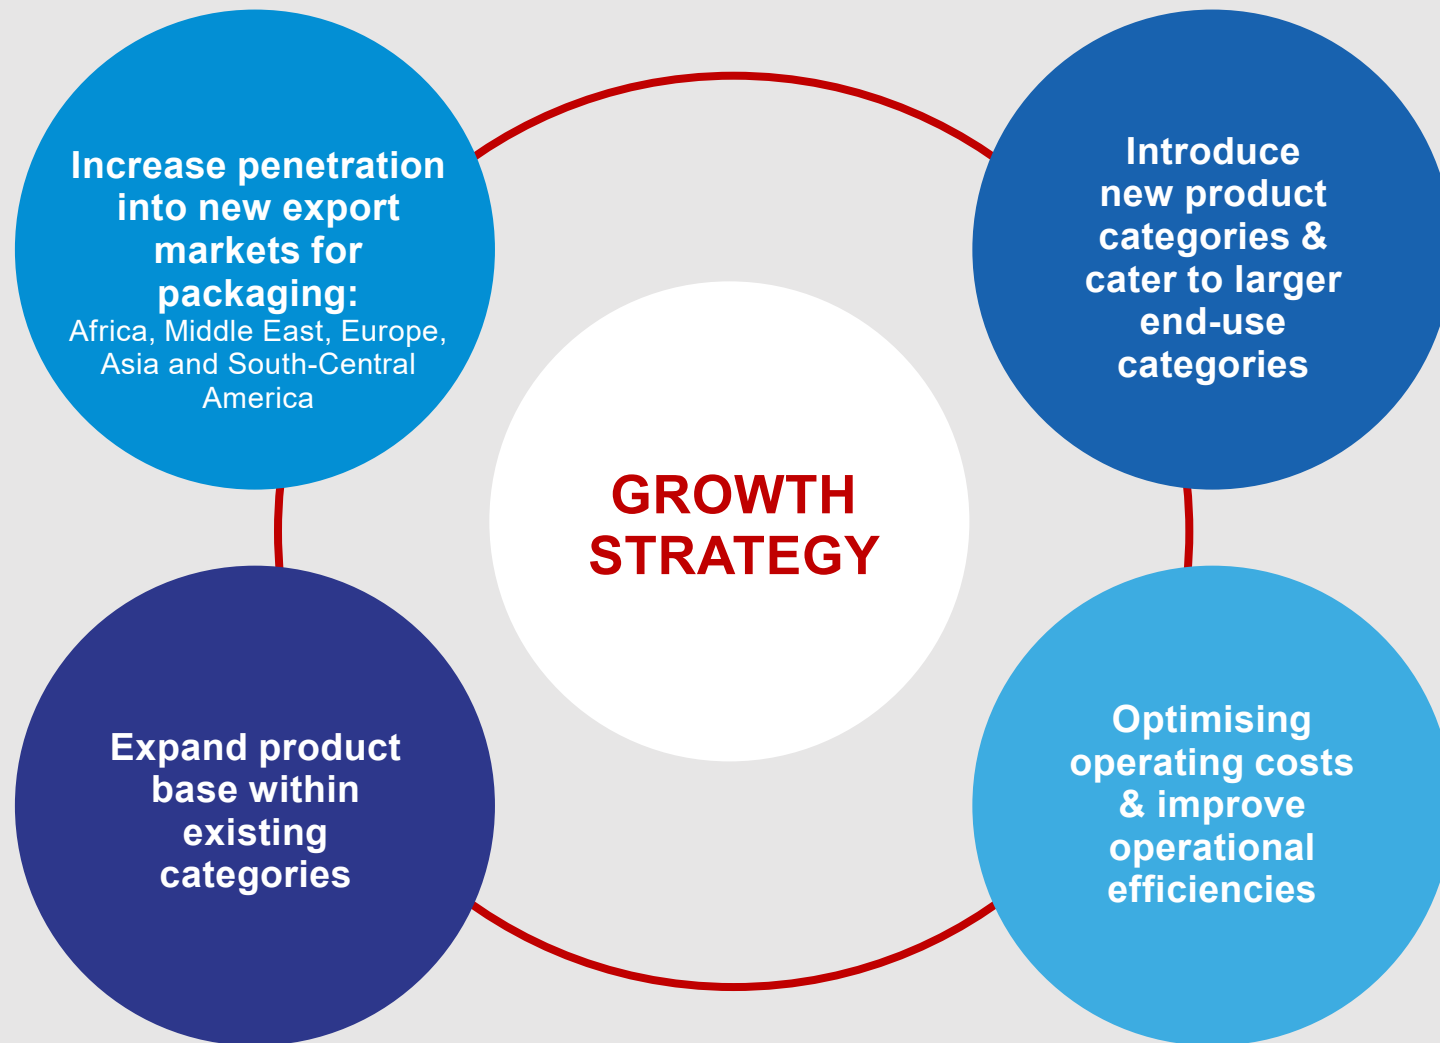 Increase penetration
into new export
markets for
packaging:
Africa, Middle East, Europe,
Asia and South-Central
America
Introduce
new product
categories &
cater to larger
end-use
categories
GROWTH
STRATEGY
Expand product
base within
existing
categories
Optimising
operating costs
& improve
operational
efficiencies